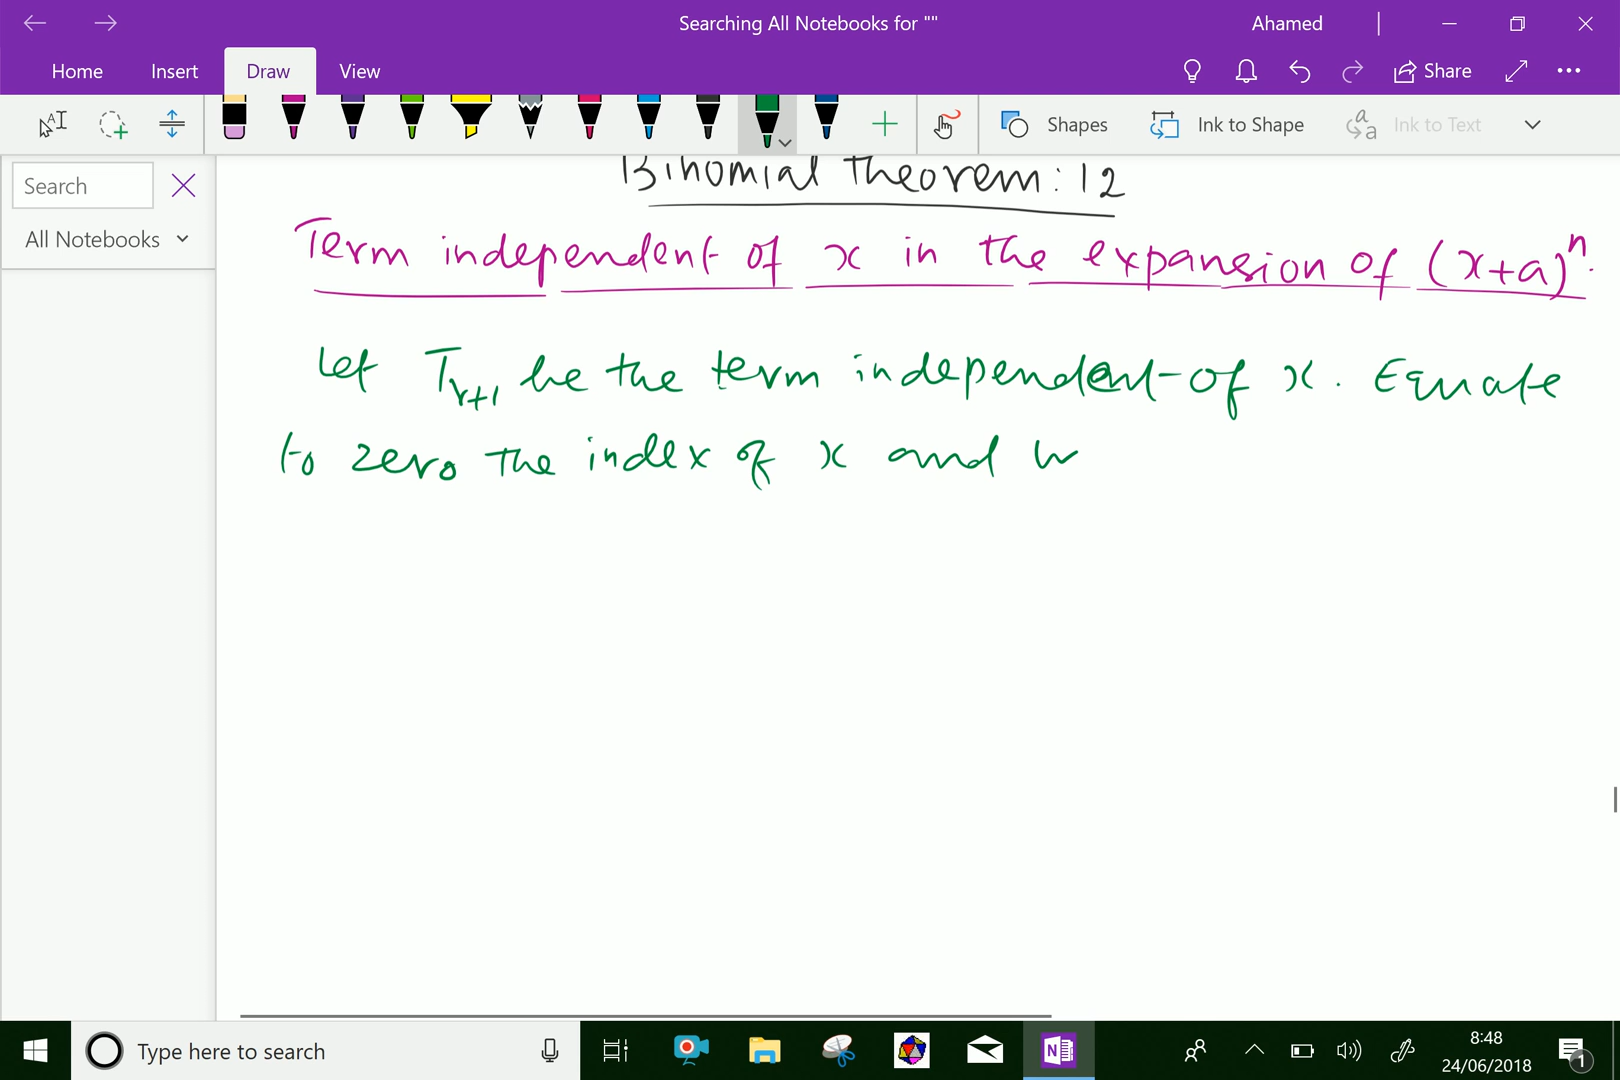 Searching All Notebooks for ""
Ahamed
Home Insert Draw View
Share
Shapes
Ink to Shape
Ink to Text
Search
All Notebooks
Binomial Theorem: 12
Term independent of x in the expansion of (x+a)^n.
Let T_{r+1} be the term independent of x. Equate
to zero the index of x and w
Type here to search
8:48
24/06/2018
1